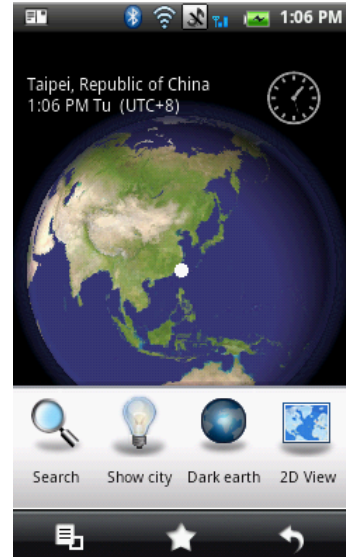 1:06 PM
Taipei, Republic of China
1:06 PM Tu (UTC+8)
Search
Show city
Dark earth
2D View